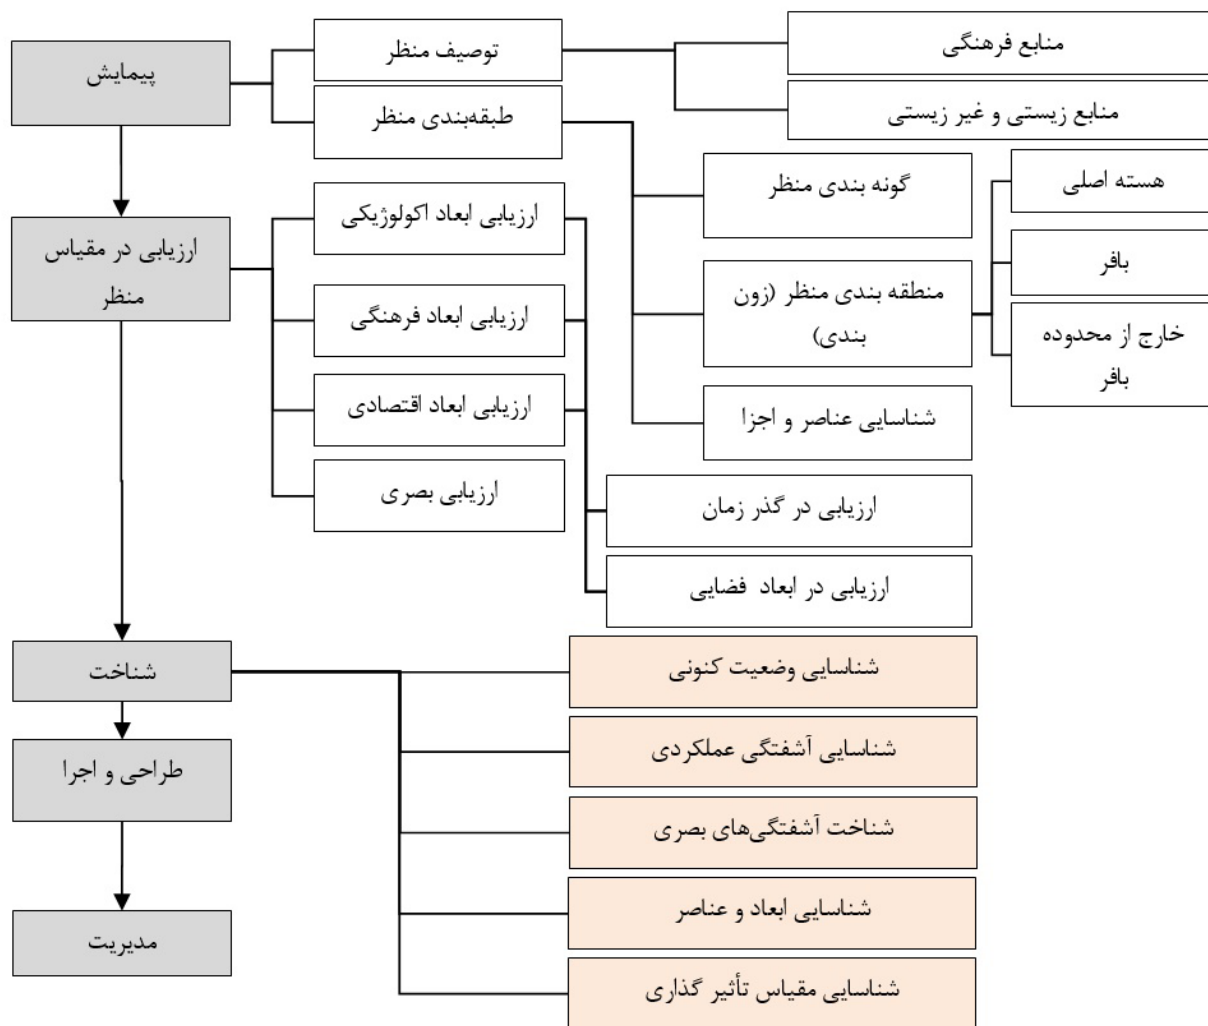 پیمایش
توصیف منظر
منابع فرهنگی
منابع زیستی و غیر زیستی
طبقه‌بندی منظر
گونه بندی منظر
منطقه بندی منظر (زون
بندی)
هسته اصلی
بافر
خارج از محدوده
بافر
شناسایی عناصر و اجزا
ارزیابی در مقیاس
منظر
ارزیابی ابعاد اکولوژیکی
ارزیابی ابعاد فرهنگی
ارزیابی ابعاد اقتصادی
ارزیابی بصری
ارزیابی در گذر زمان
ارزیابی در ابعاد فضایی
شناخت
شناسایی وضعیت کنونی
شناسایی آشفتگی عملکردی
شناخت آشفتگی‌های بصری
شناسایی ابعاد و عناصر
شناسایی مقیاس تأثیر گذاری
طراحی و اجرا
مدیریت